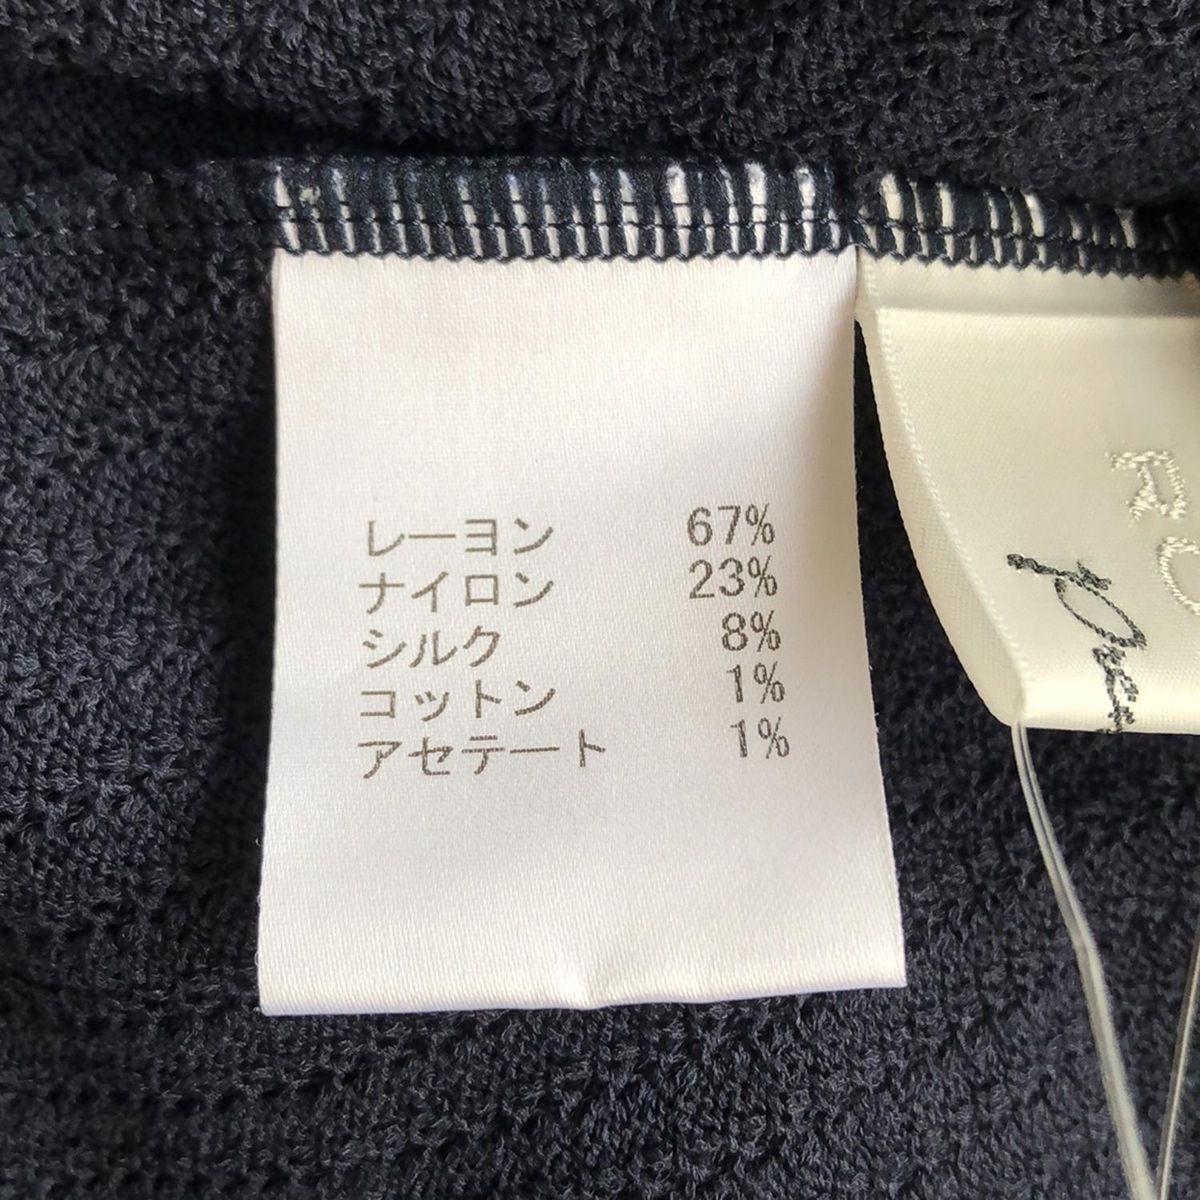 レーヨン 67%
ナイロン 23%
シルク 8%
コットン 1%
アセテート 1%